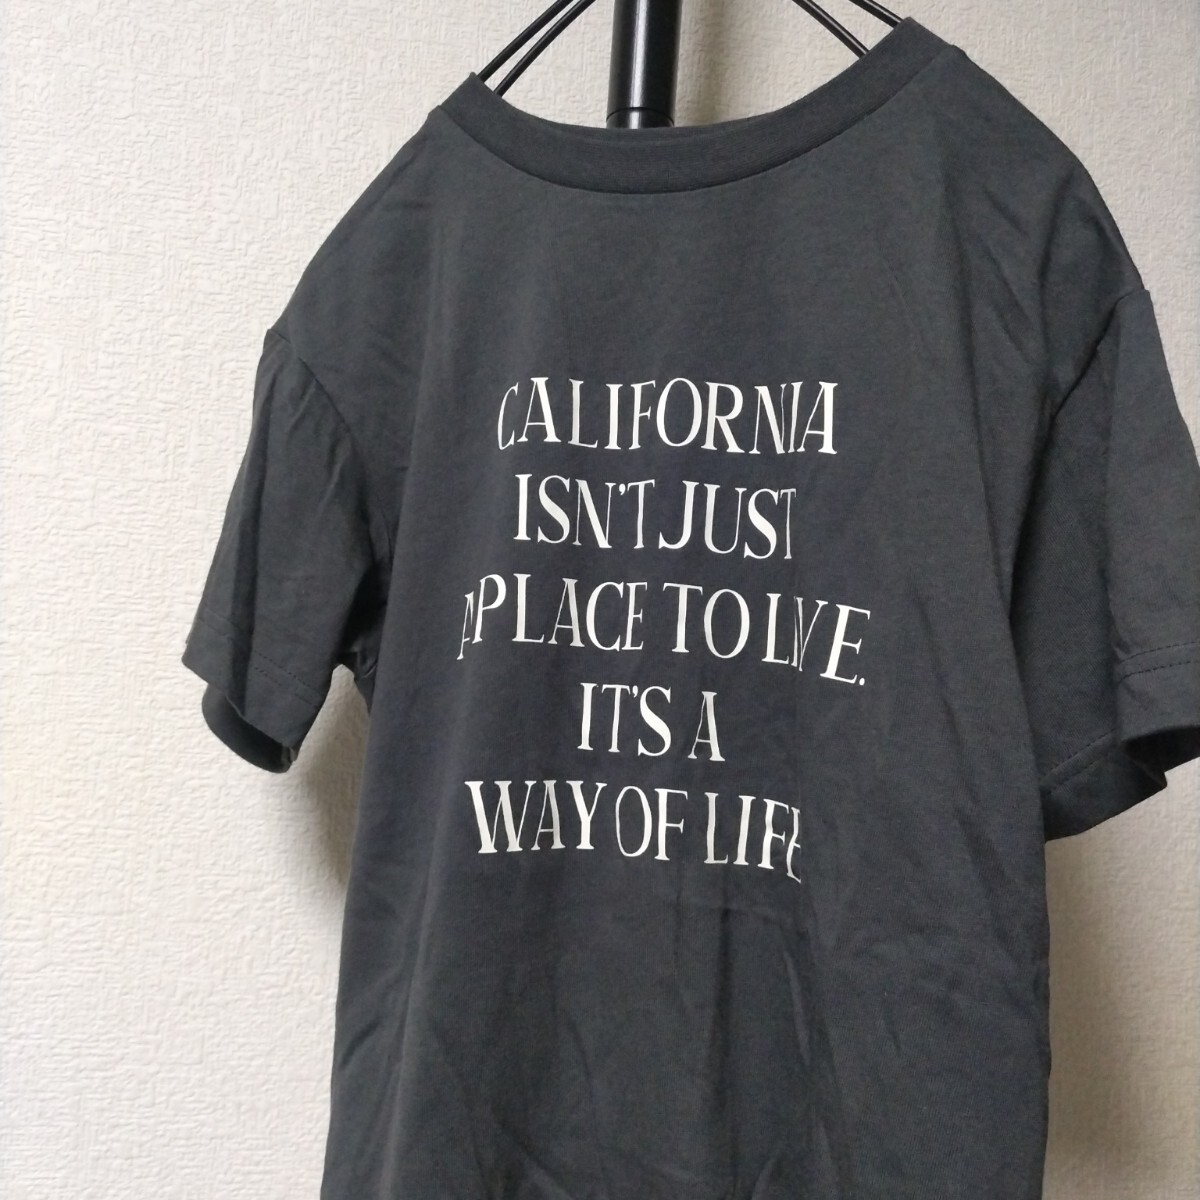 CALIFORNIA
ISN'T JUST
A PLACE TO LIVE.
IT'S A
WAY OF LIFE